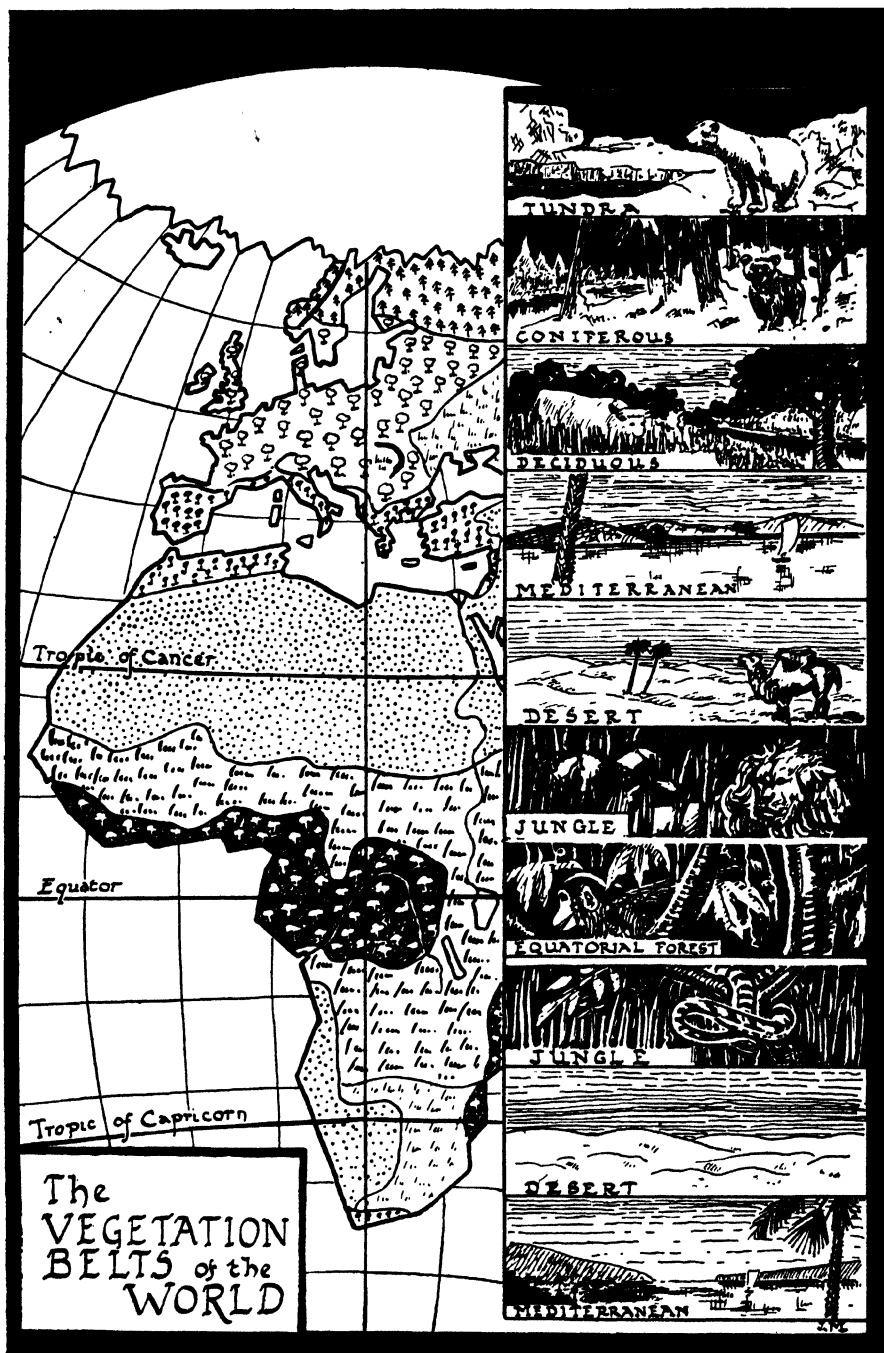 TUNDRA
CONIFEROUS
DECIDUOUS
MEDITERRANEAN
DESERT
JUNGLE
EQUATORIAL FOREST
JUNGLE
DESERT
MEDITERRANEAN
Tropic of Cancer
Equator
Tropic of Capricorn
The
VEGETATION
BELTS of the
WORLD